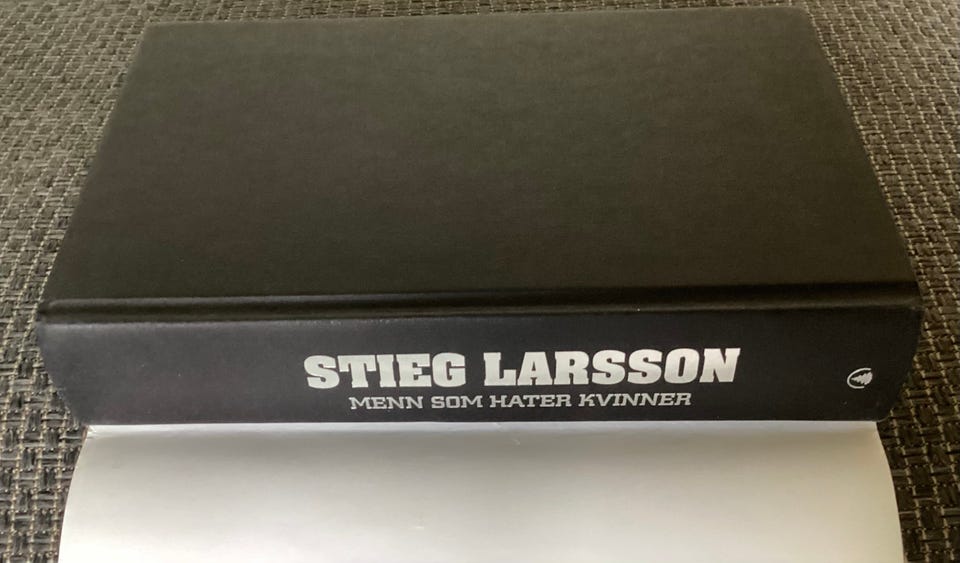 STIEG LARSSON
MENN SOM HATER KVINNER